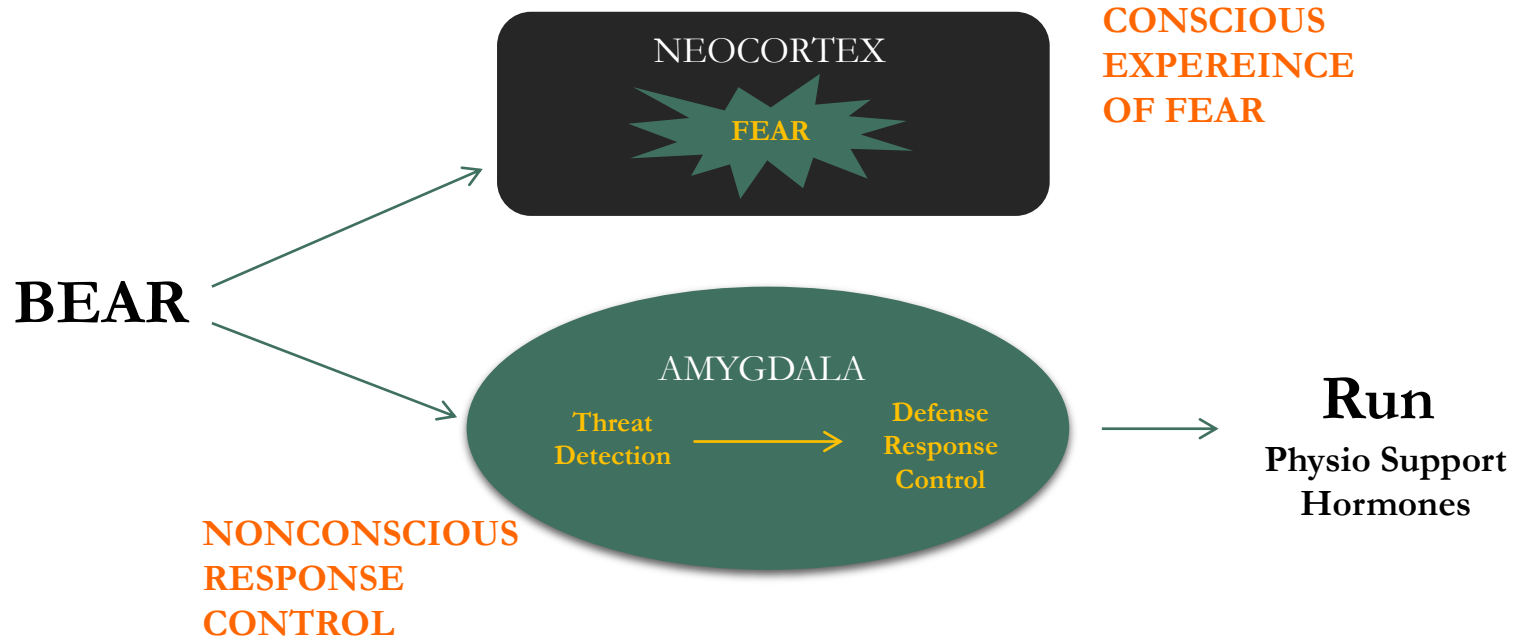 NEOCORTEX
FEAR
CONSCIOUS
EXPEREINCE
OF FEAR
BEAR
AMYGDALA
Threat
Detection
Defense
Response
Control
Run
Physio Support
Hormones
NONCONSCIOUS
RESPONSE
CONTROL